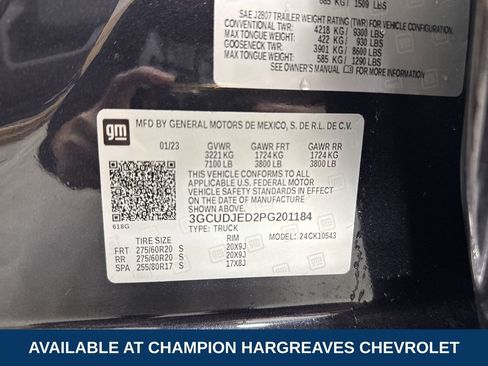 685 KG/ 1509 LBS
SAE J2807 TRAILER WEIGHT RATING (TWR) FOR VEHICLE CONFIGURATION.
CONVENTIONAL TWR: 4218 KG/ 9300 LBS
MAX TONGUE WEIGHT: 422 KG/ 930 LBS
GOOSENECK TWR: 3901 KG/ 8600 LBS
MAX TONGUE WEIGHT: 585 KG/ 1290 LBS
SEE OWNER'S MANUAL
gm
MFD BY GENERAL MOTORS DE MEXICO, S. DE R.L. DE C.V.
01/23 GVWR GAWR FRT GAWR RR
3221 KG 1724 KG 1724 KG
7100 LB 3800 LB 3800 LB
THIS VEHICLE CONFORMS TO ALL
APPLICABLE U.S. FEDERAL MOTOR
VEHICLE SAFETY STANDARDS IN EFFECT
ON THE DATE OF MANUFACTURE
SHOWN ABOVE.
3GCUDJED2PG201184
618G
TYPE: TRUCK
TIRE SIZE RIM MODEL: 24CK10543
FRT 275/60R20 S 20X9J
RR 275/60R20 S 20X9J
SPA 255/80R17 S 17X8J
AVAILABLE AT CHAMPION HARGREAVES CHEVROLET